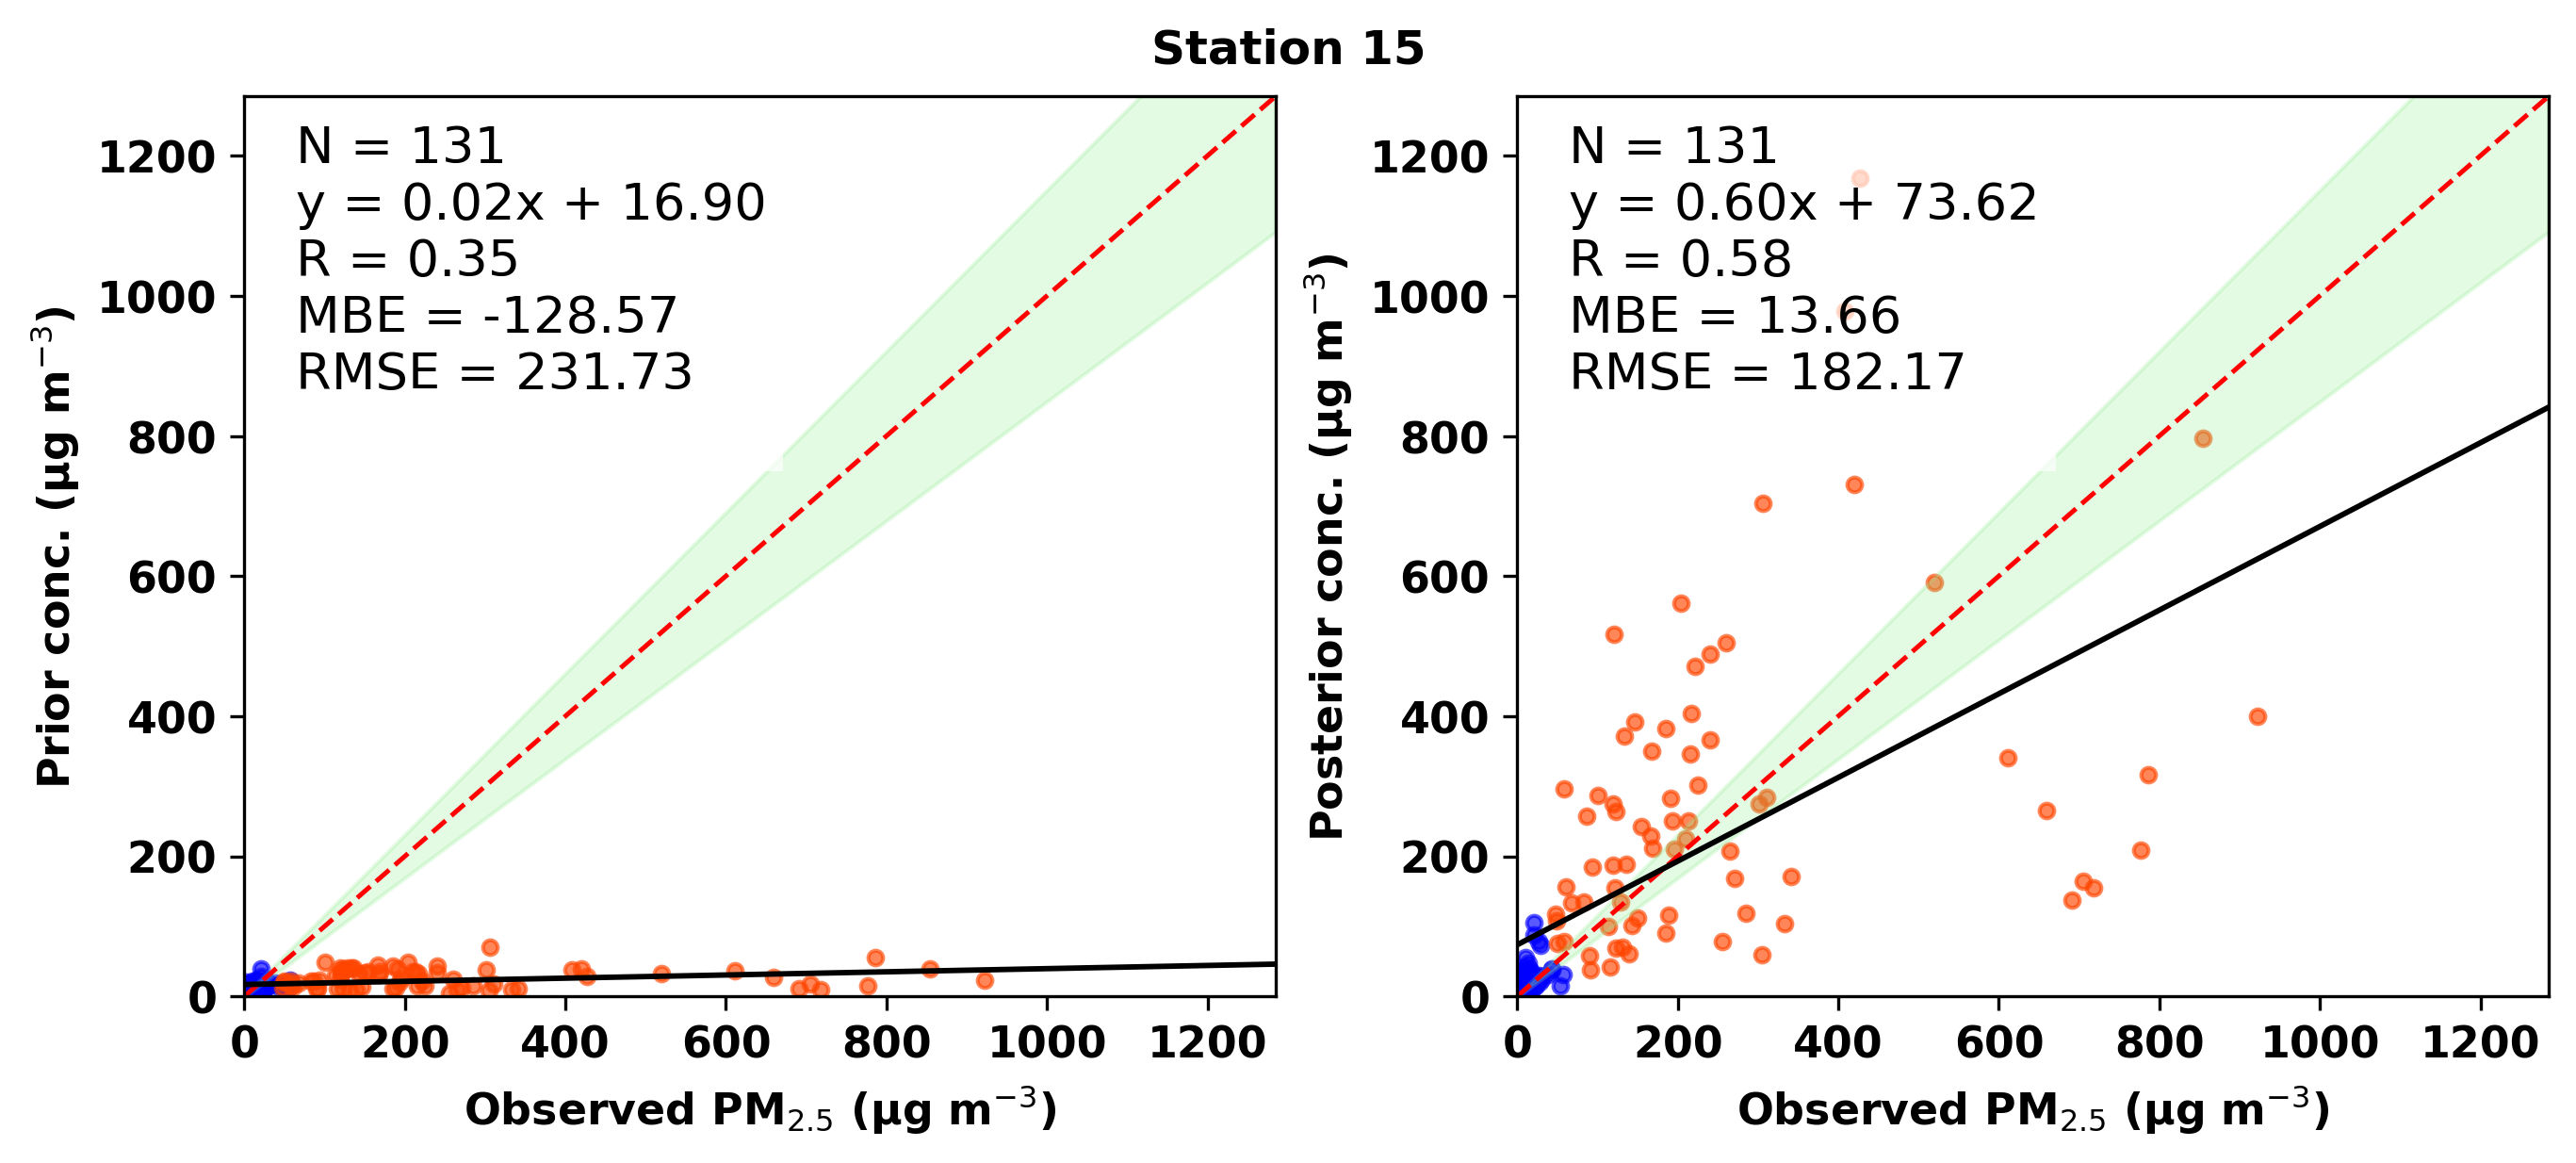 Station 15
N = 131
y = 0.02x + 16.90
R = 0.35
MBE = -128.57
RMSE = 231.73
Prior conc. (µg m⁻³)
1200
1000
800
600
400
200
0
0 200 400 600 800 1000 1200
Observed PM₂.₅ (µg m⁻³)
N = 131
y = 0.60x + 73.62
R = 0.58
MBE = 13.66
RMSE = 182.17
Posterior conc. (µg m⁻³)
1200
1000
800
600
400
200
0
0 200 400 600 800 1000 1200
Observed PM₂.₅ (µg m⁻³)